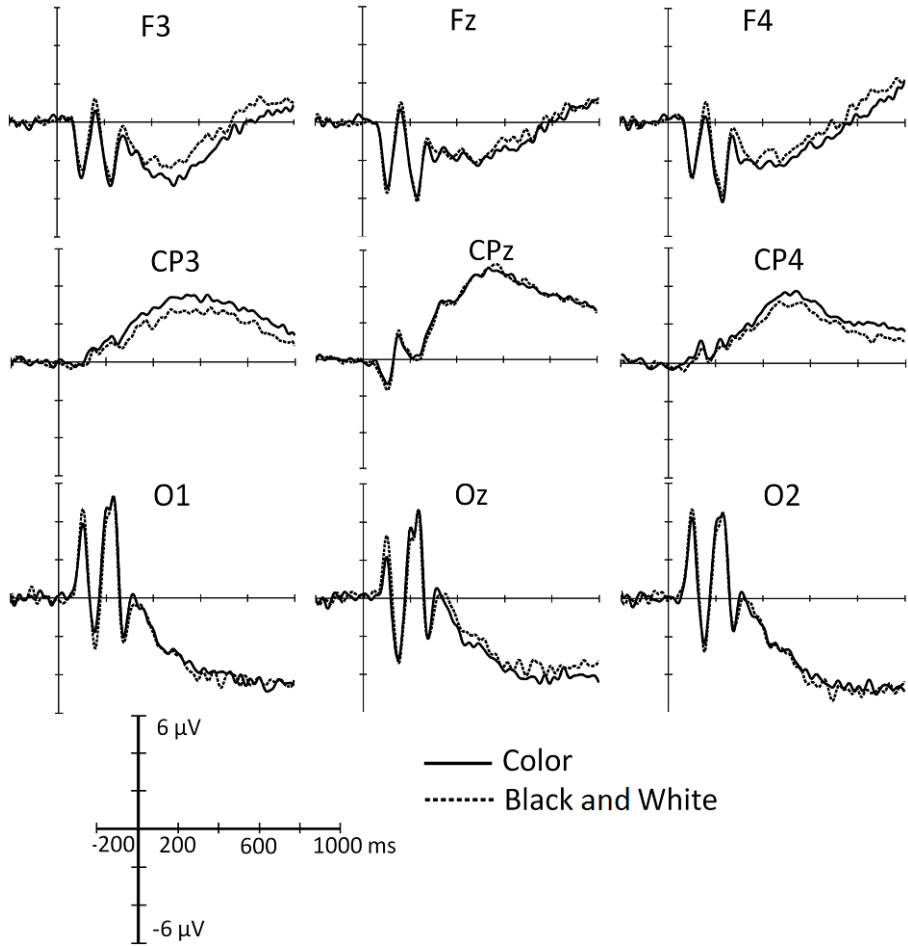 F3
Fz
F4
CP3
CPz
CP4
O1
Oz
O2
6 µV
Color
Black and White
-200 200 600 1000 ms
-6 µV